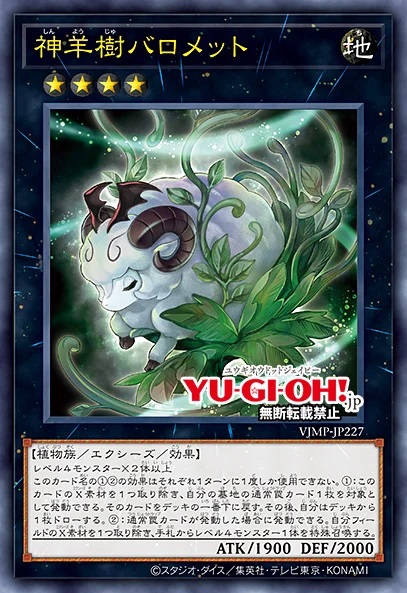 しん よう じゅ
神羊樹バロメット
ち
地
ユウギオウドットジェイピー
YU-GI-OH!.jp
無断転載禁止
VJMP-JP227
【植物族/エクシーズ/効果】
レベル4モンスター×2体以上
このカード名の①②の効果はそれぞれ1ターンに1度しか使用できない。①:こ
のカードのX素材を1つ取り除き、自分の墓地の通常罠カード1枚を対象と
して発動できる。そのカードをデッキの一番下に戻す。その後、自分はデッキから
1枚ドローする。②:通常罠カードが発動した場合に発動できる。自分フィー
ルドのX素材を1つ取り除き、手札からレベル4モンスター1体を特殊召喚する。
ATK/1900 DEF/2000
©スタジオ・ダイス/集英社・テレビ東京・KONAMI